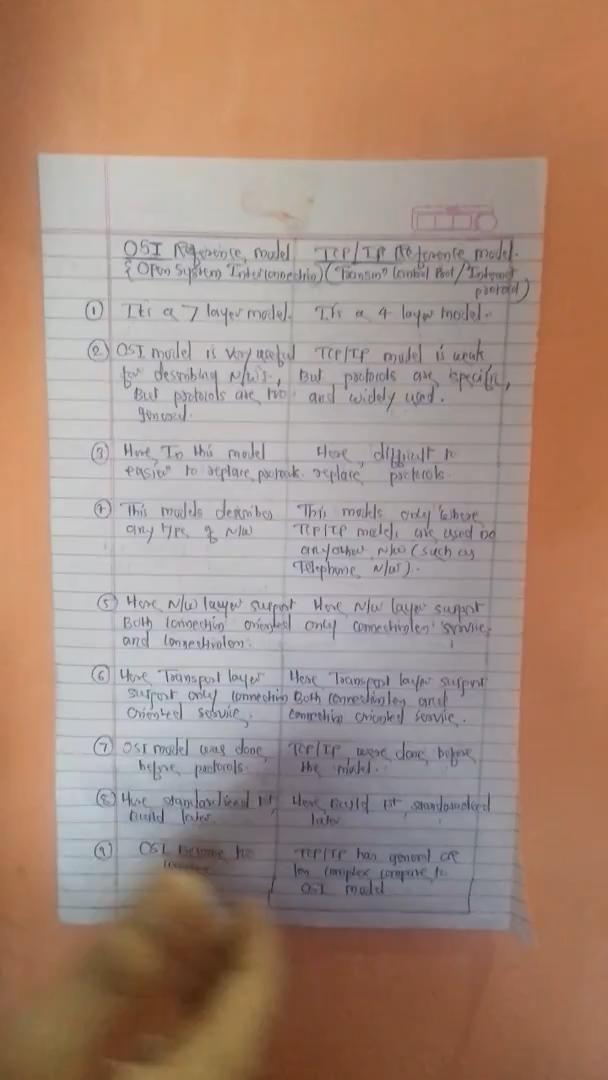 OSI Reference model TCP/IP Reference model.
(Open System Interconnection) (Transmn Control Prot/Internet
protocol)
① It is a 7 layer model. It is a 4 layer model.
② OSI model is very useful TCP/IP model is weak
for describing N/W's, But protocols are specific,
But protocols are too and widely used.
general.
③ Here, In this model Here, difficult to
easier to replace protocols. replace protocols.
④ This models describes This models only where
any type of N/W TCP/IP models are used no
any other N/W (such as
Telephone N/W).
⑤ Here N/W layer support Here N/W layer support
Both connection oriented only connectionless service
and connectionless.
⑥ Here Transport layer Here Transport layer support
support only connection Both connectionless and
oriented service. connection oriented service.
⑦ OSI model was done TCP/IP were done before
before protocols. the model.
⑧ Here standardized 1st, Here Build 1st, standardized
Build later later
⑨ OSI TCP/IP has general
less complex compare to
OSI model